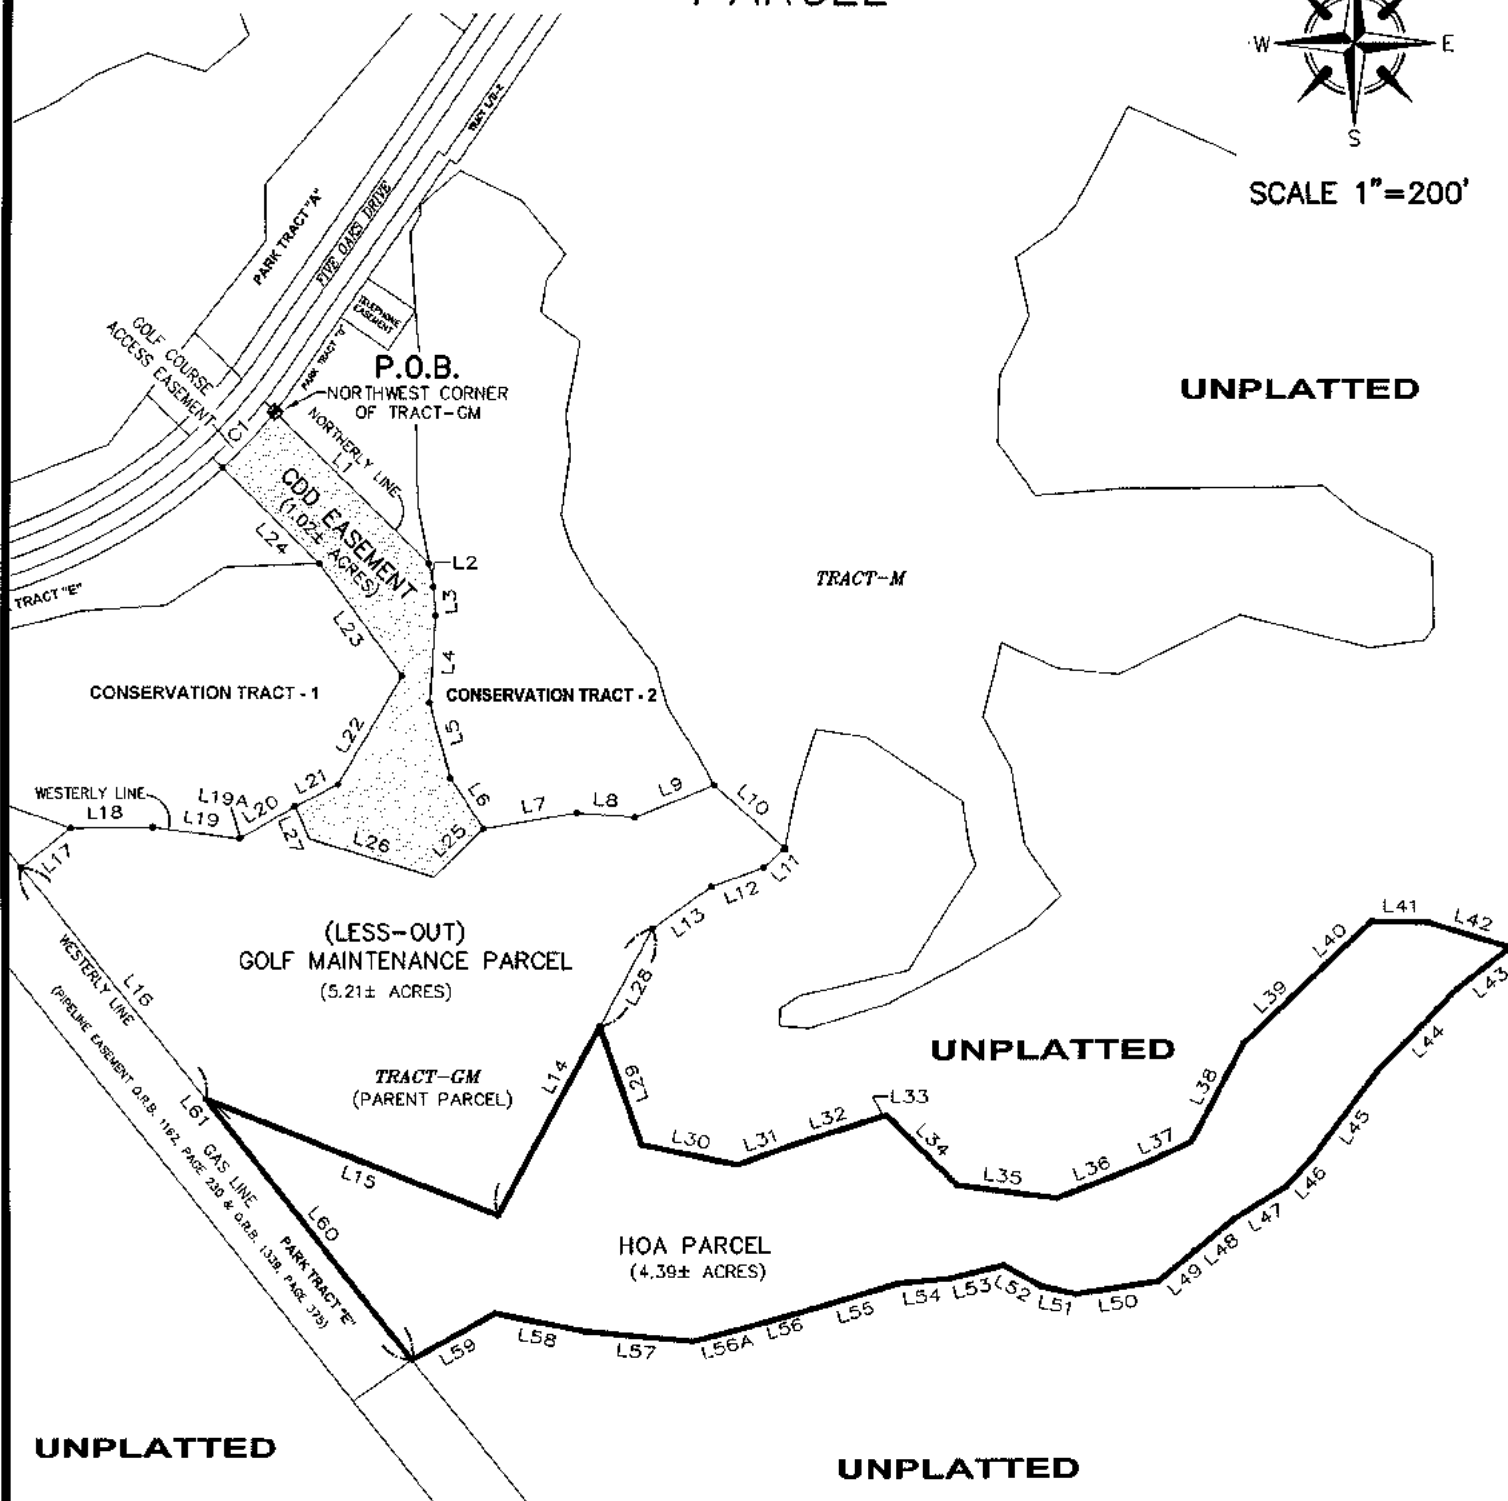 PARCEL
W
E
S
SCALE 1"=200'
TRACT L/B-2
PARK TRACT "A"
FIVE OAKS DRIVE
TELEPHONE
EASEMENT
GOLF COURSE
ACCESS EASEMENT
PARK TRACT
C1
P.O.B.
NORTHWEST CORNER
OF TRACT-GM
NORTHERLY LINE
L1
UNPLATTED
CDD EASEMENT
(1.02± ACRES)
L24
L2
L3
TRACT "E"
L23
TRACT-M
L4
CONSERVATION TRACT - 1
CONSERVATION TRACT - 2
L22
L5
WESTERLY LINE
L18
L19
L19A
L20
L21
L27
L26
L25
L6
L7
L8
L9
L10
L11
L12
L13
L17
(LESS-OUT)
GOLF MAINTENANCE PARCEL
(5.21± ACRES)
L28
L16
WESTERLY LINE
(PIPELINE EASEMENT O.R.B. 1162, PAGE 230 & O.R.B. 1339, PAGE 375)
TRACT-GM
(PARENT PARCEL)
L14
L29
UNPLATTED
L41
L42
L40
L43
L39
L44
L38
L33
L32
L34
L31
L30
L35
L36
L37
L45
L46
L61
GAS LINE
L15
L60
PARK TRACT "E"
HOA PARCEL
(4.39± ACRES)
L47
L48
L49
L50
L51
L52
L53
L54
L55
L56
L56A
L57
L58
L59
UNPLATTED
UNPLATTED